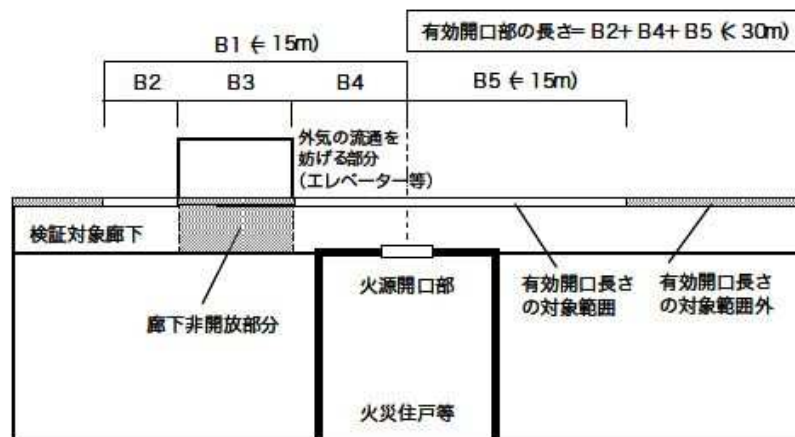 B1 (= 15m)
有効開口部の長さ= B2+ B4+ B5 (< 30m)
B2
B3
B4
B5 (= 15m)
外気の流通を
妨げる部分
(エレベーター等)
検証対象廊下
火源開口部
有効開口長さ
の対象範囲
有効開口長さ
の対象範囲外
廊下非開放部分
火災住戸等